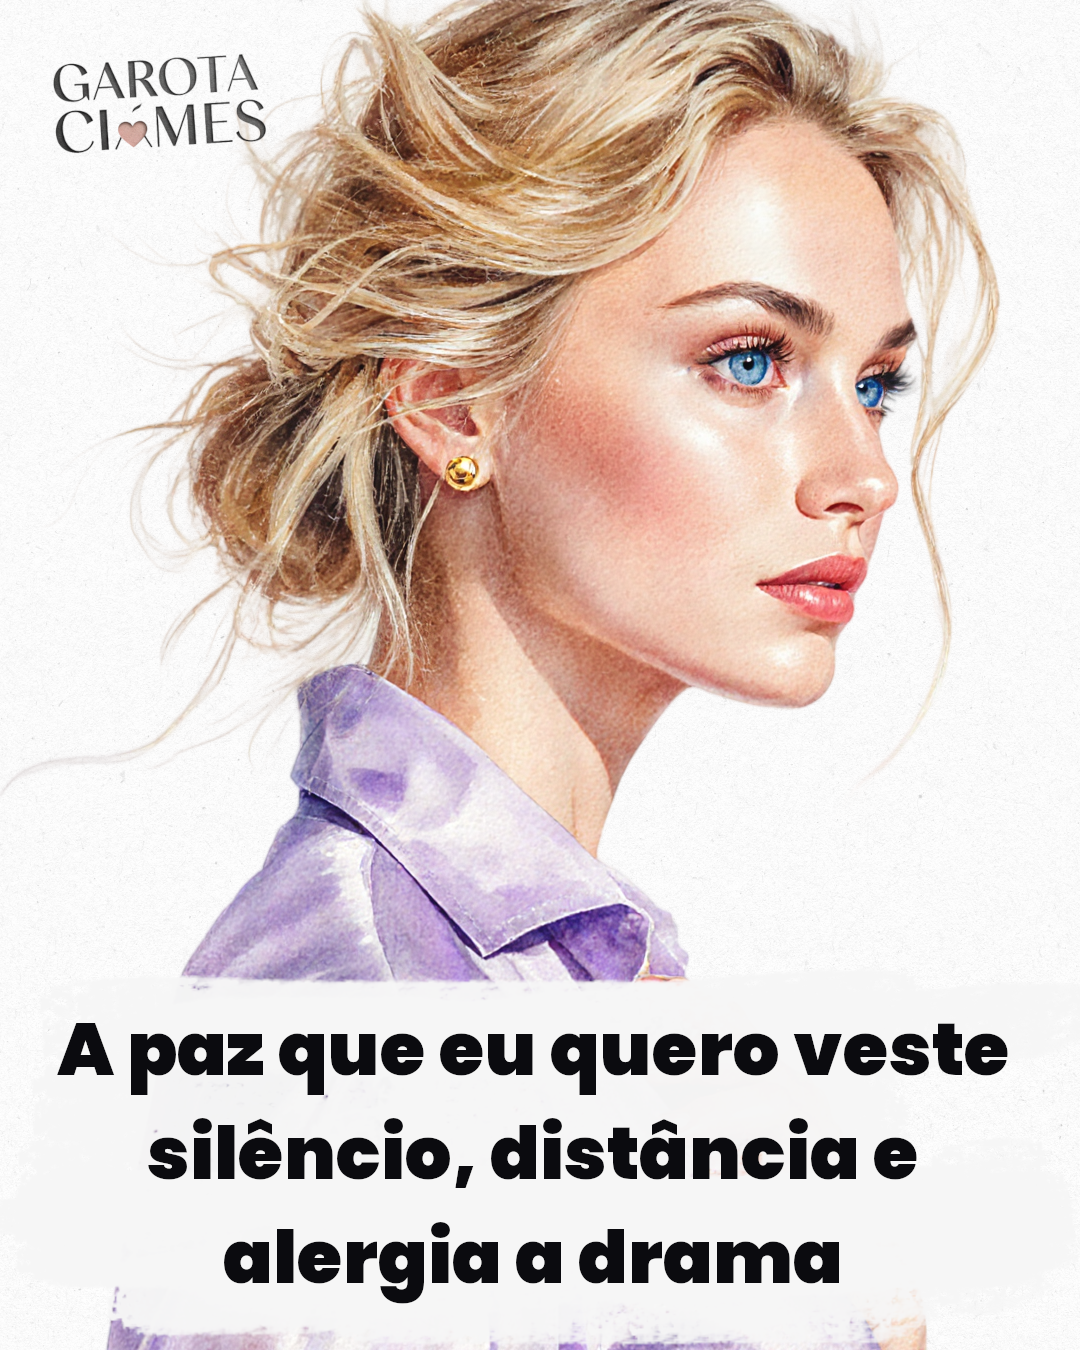 GAROTA
CIÚMES
A paz que eu quero veste
silêncio, distância e
alergia a drama